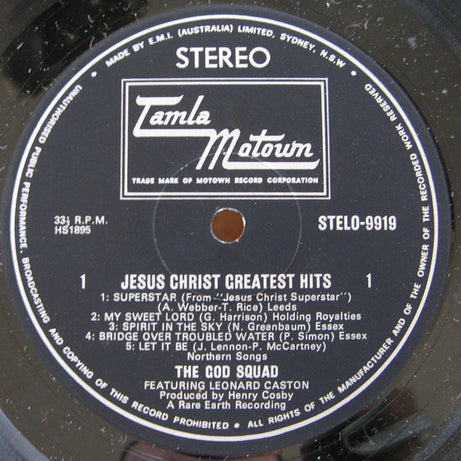 MADE BY E.M.I. (AUSTRALIA) LIMITED, SYDNEY, N.S.W.
STEREO
Tamla
Motown
TRADE MARK OF MOTOWN RECORD CORPORATION
33⅓ R.P.M.
HS1895
STELO-9919
1 JESUS CHRIST GREATEST HITS 1
1: SUPERSTAR (From "Jesus Christ Superstar")
(A. Webber-T. Rice) Leeds
2: MY SWEET LORD (G. Harrison) Holding Royalties
3: SPIRIT IN THE SKY (N. Greenbaum) Essex
4: BRIDGE OVER TROUBLED WATER (P. Simon) Essex
5: LET IT BE (J. Lennon-P. McCartney)
Northern Songs
THE GOD SQUAD
FEATURING LEONARD CASTON
Produced by Henry Cosby
A Rare Earth Recording
UNAUTHORISED PUBLIC PERFORMANCE, BROADCASTING AND COPYING OF THIS RECORD PROHIBITED • ALL RIGHTS OF THE MANUFACTURER AND OF THE OWNER OF THE RECORDED WORK RESERVED